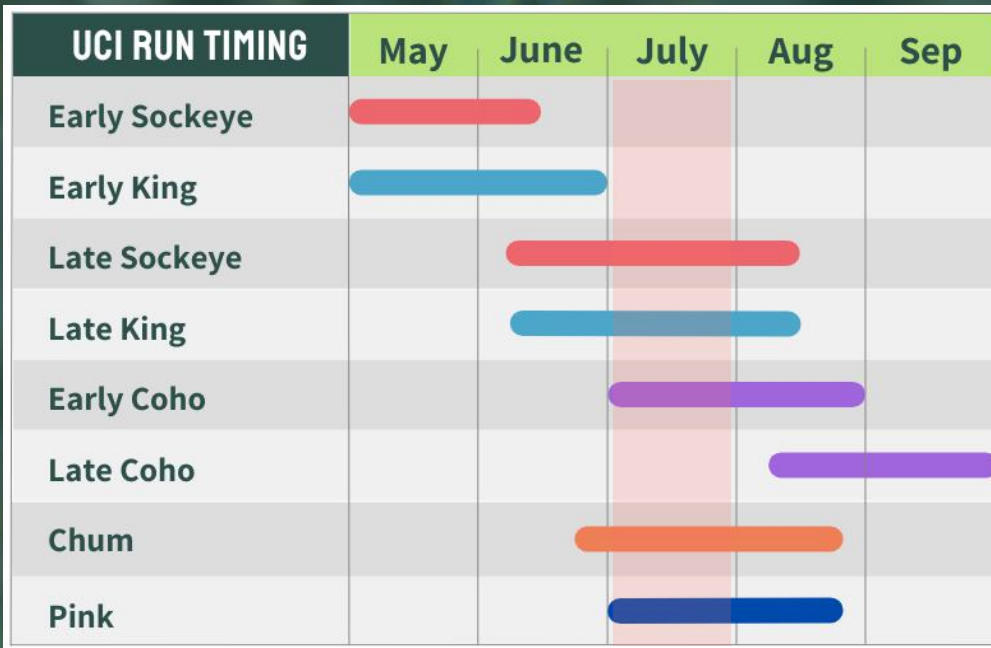 UCI RUN TIMING May June July Aug Sep
Early Sockeye
Early King
Late Sockeye
Late King
Early Coho
Late Coho
Chum
Pink